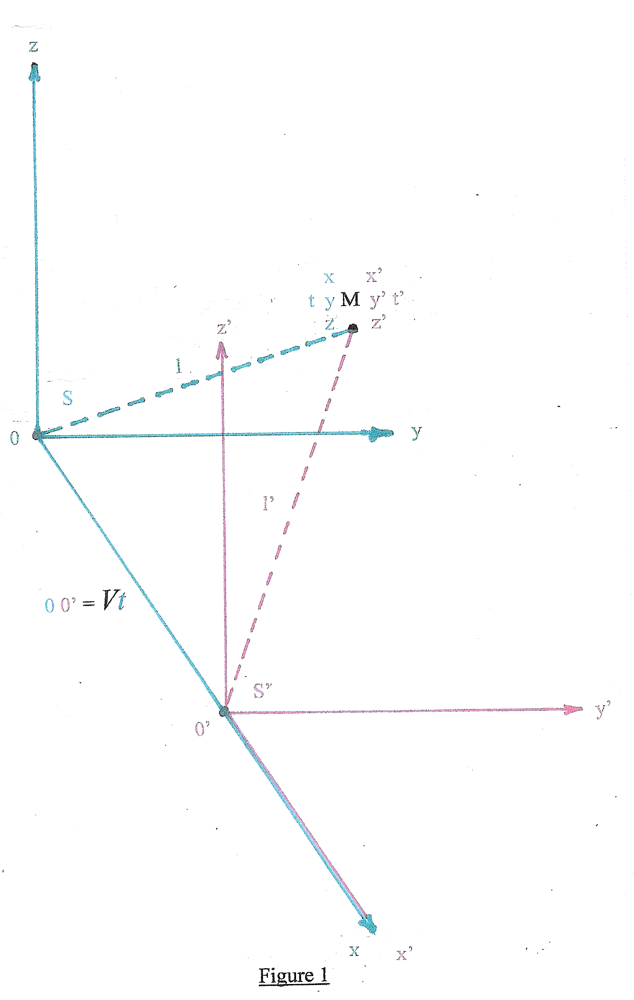 z
x x’
t y M y’ t’
z z’
z’
l
S
0
y
l’
0 0’ = Vt
S’
0’
y’
x x’
Figure 1